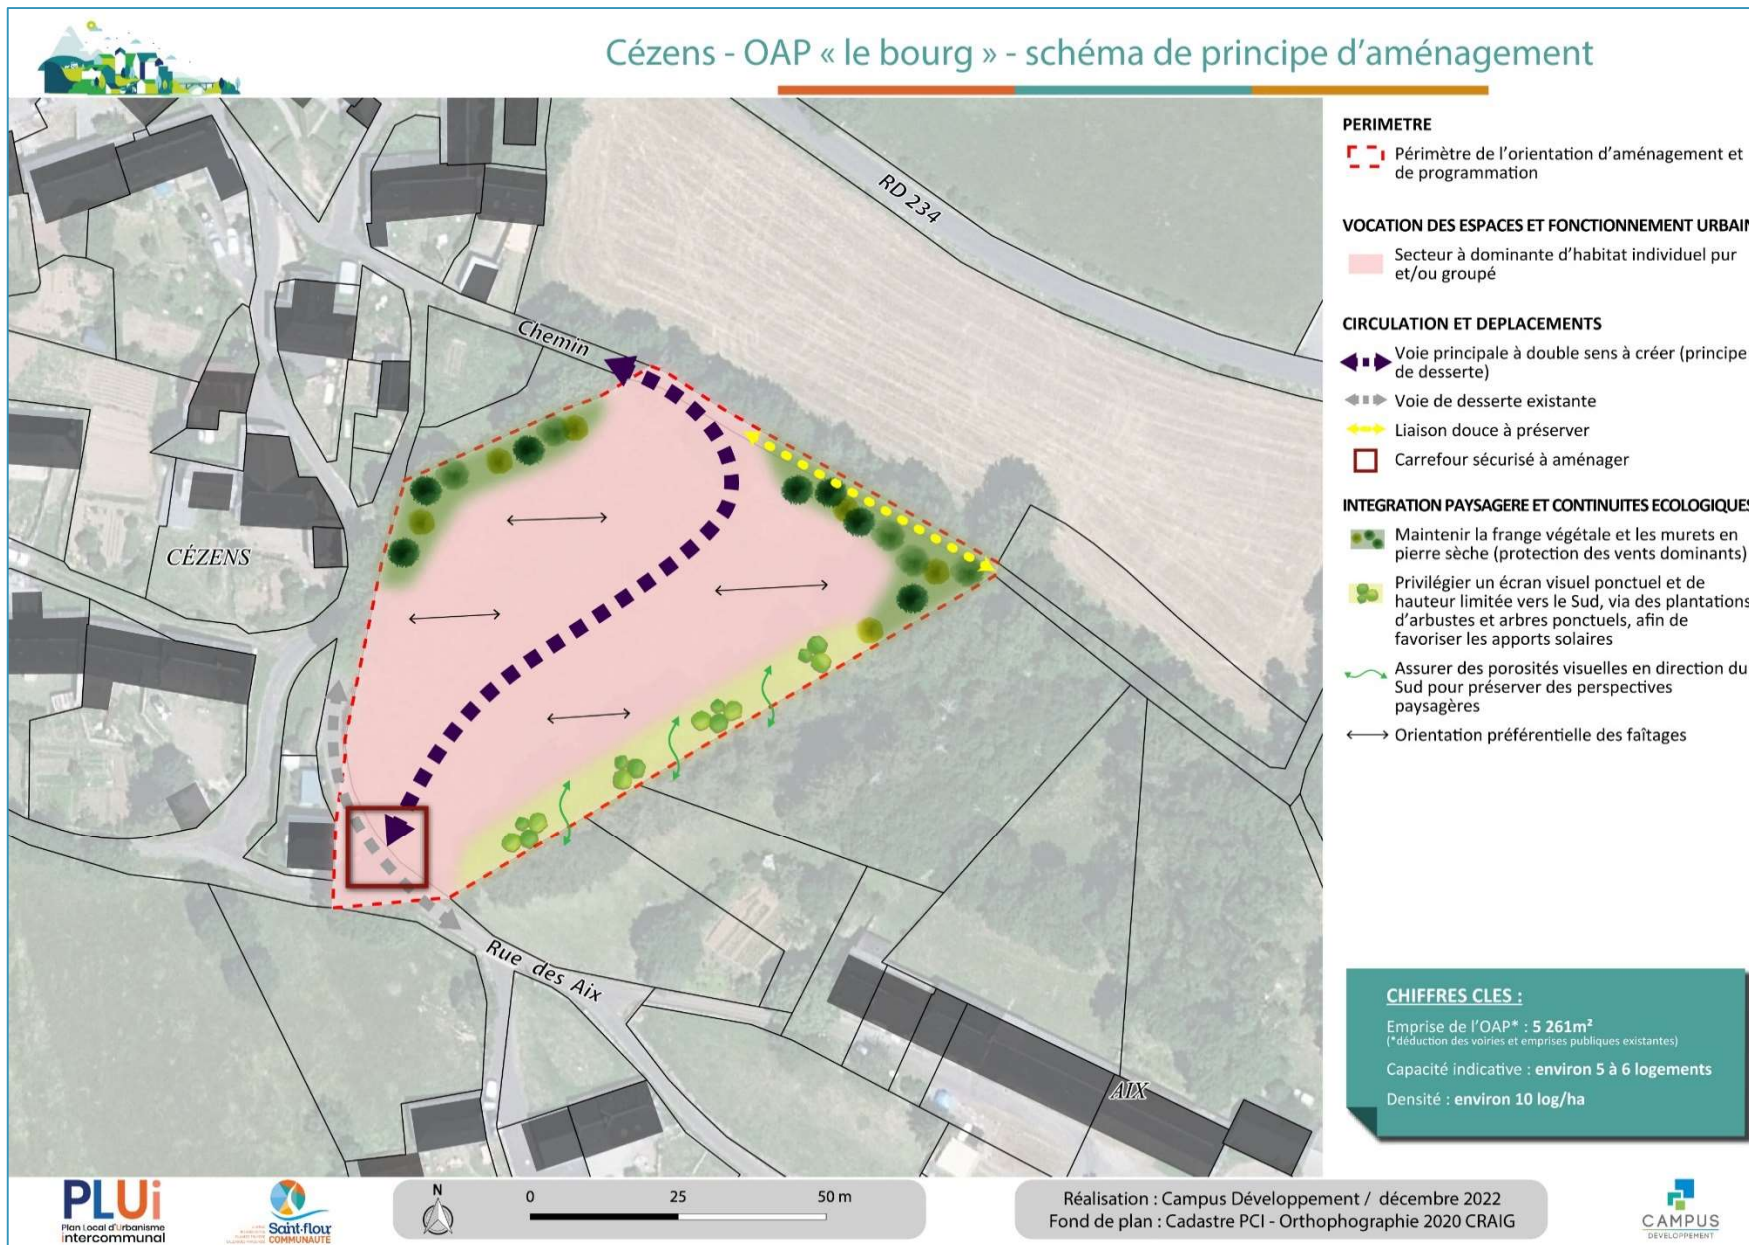 Cézens - OAP « le bourg » - schéma de principe d’aménagement
RD 234
Chemin
CÉZENS
Rue des Aix
AIX
PERIMETRE
Périmètre de l’orientation d’aménagement et
de programmation
VOCATION DES ESPACES ET FONCTIONNEMENT URBAIN
Secteur à dominante d’habitat individuel pur
et/ou groupé
CIRCULATION ET DEPLACEMENTS
Voie principale à double sens à créer (principe
de desserte)
Voie de desserte existante
Liaison douce à préserver
Carrefour sécurisé à aménager
INTEGRATION PAYSAGERE ET CONTINUITES ECOLOGIQUES
Maintenir la frange végétale et les murets en
pierre sèche (protection des vents dominants)
Privilégier un écran visuel ponctuel et de
hauteur limitée vers le Sud, via des plantations
d’arbustes et arbres ponctuels, afin de
favoriser les apports solaires
Assurer des porosités visuelles en direction du
Sud pour préserver des perspectives
paysagères
Orientation préférentielle des faîtages
CHIFFRES CLES :
Emprise de l’OAP* : 5 261m²
(*déduction des voiries et emprises publiques existantes)
Capacité indicative : environ 5 à 6 logements
Densité : environ 10 log/ha
PLUi
Plan Local d’Urbanisme
intercommunal
Saint-flour
COMMUNAUTÉ
N
0 25 50 m
Réalisation : Campus Développement / décembre 2022
Fond de plan : Cadastre PCI - Orthophographie 2020 CRAIG
CAMPUS
DÉVELOPPEMENT